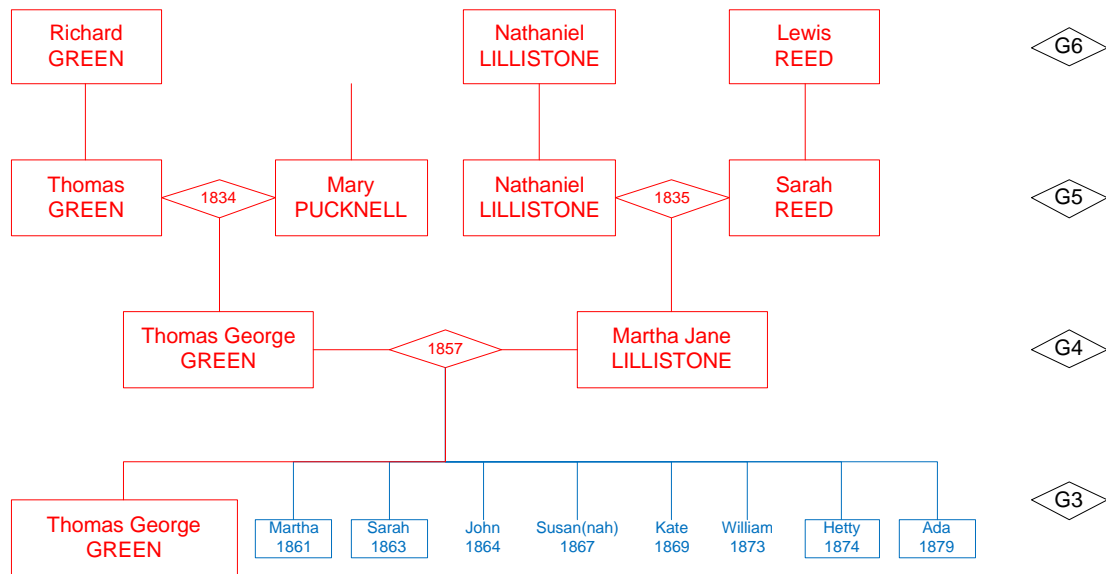 Richard
GREEN
Nathaniel
LILLISTONE
Lewis
REED
G6
Thomas
GREEN
1834
Mary
PUCKNELL
Nathaniel
LILLISTONE
1835
Sarah
REED
G5
Thomas George
GREEN
1857
Martha Jane
LILLISTONE
G4
Thomas George
GREEN
Martha
1861
Sarah
1863
John
1864
Susan(nah)
1867
Kate
1869
William
1873
Hetty
1874
Ada
1879
G3